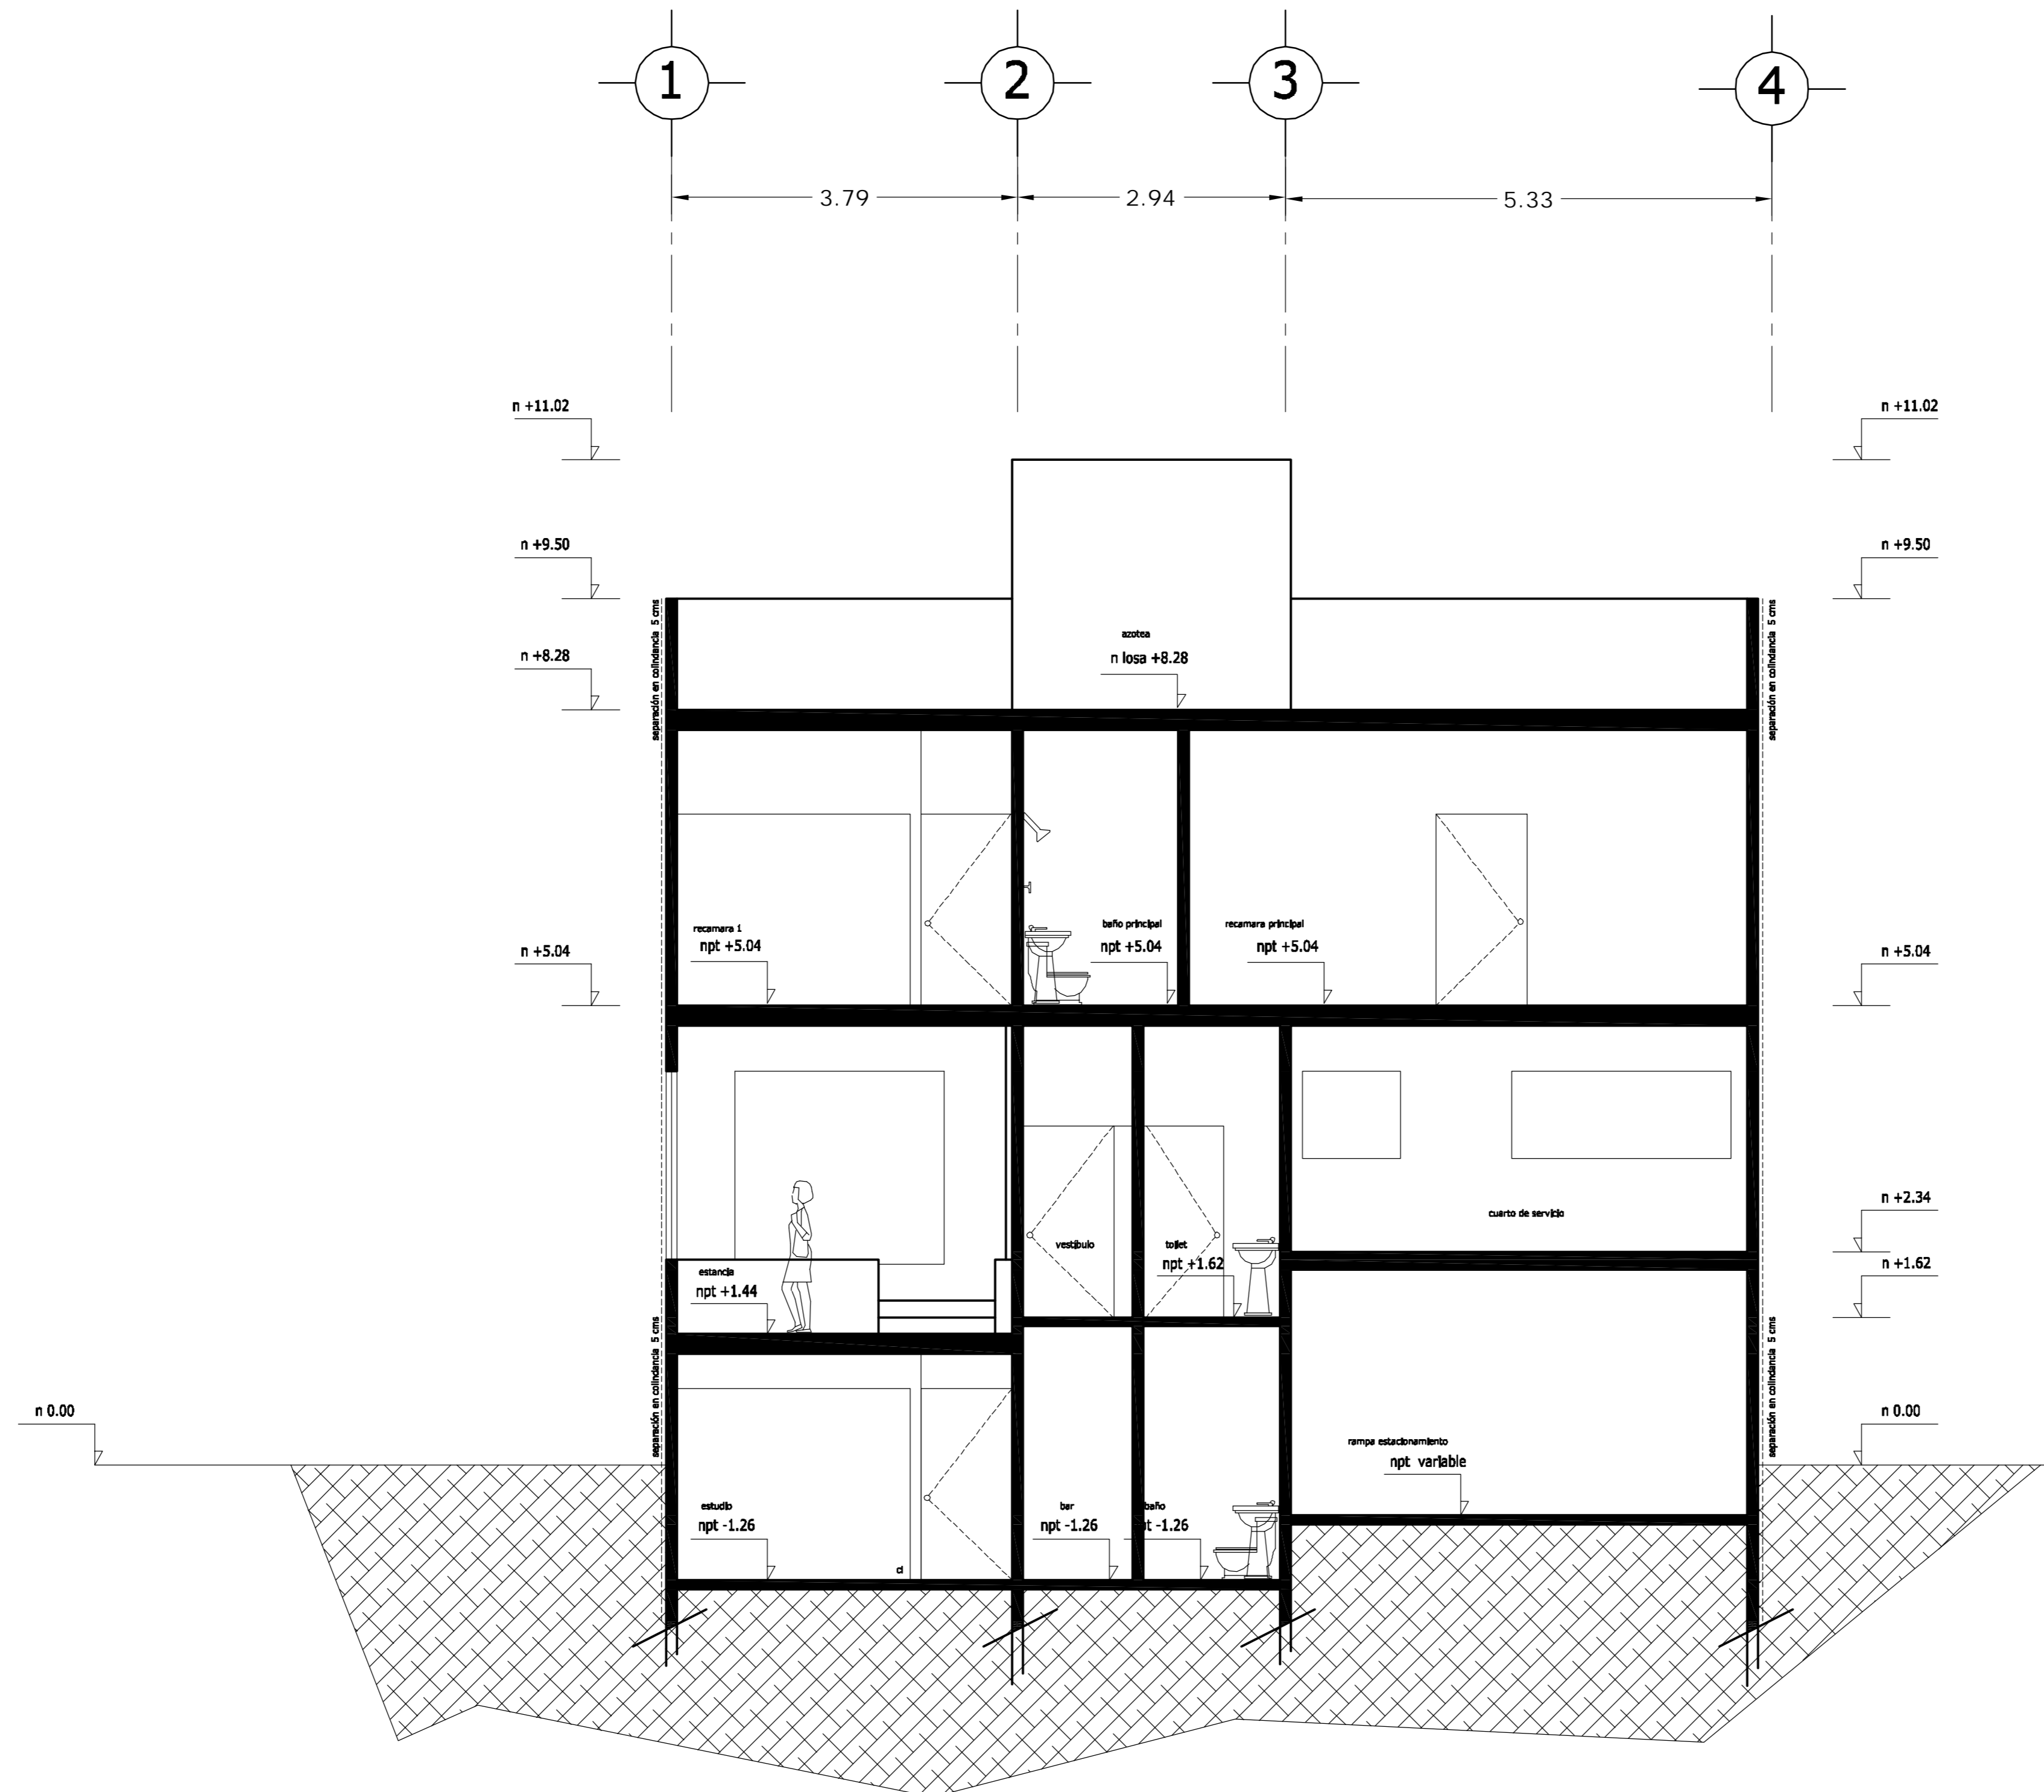 1
2
3
4
3.79
2.94
5.33
n +11.02
n +11.02
n +9.50
n +9.50
separación en colindancia 5 cms
separación en colindancia 5 cms
azotea
n losa +8.28
n +8.28
recamara 1
npt +5.04
baño principal
npt +5.04
recamara principal
npt +5.04
n +5.04
n +5.04
n +2.34
cuarto de servicio
vestíbulo
toilet
npt +1.62
n +1.62
estancia
npt +1.44
separación en colindancia 5 cms
separación en colindancia 5 cms
n 0.00
n 0.00
rampa estacionamiento
npt variable
estudio
npt -1.26
bar
npt -1.26
baño
npt -1.26
cl